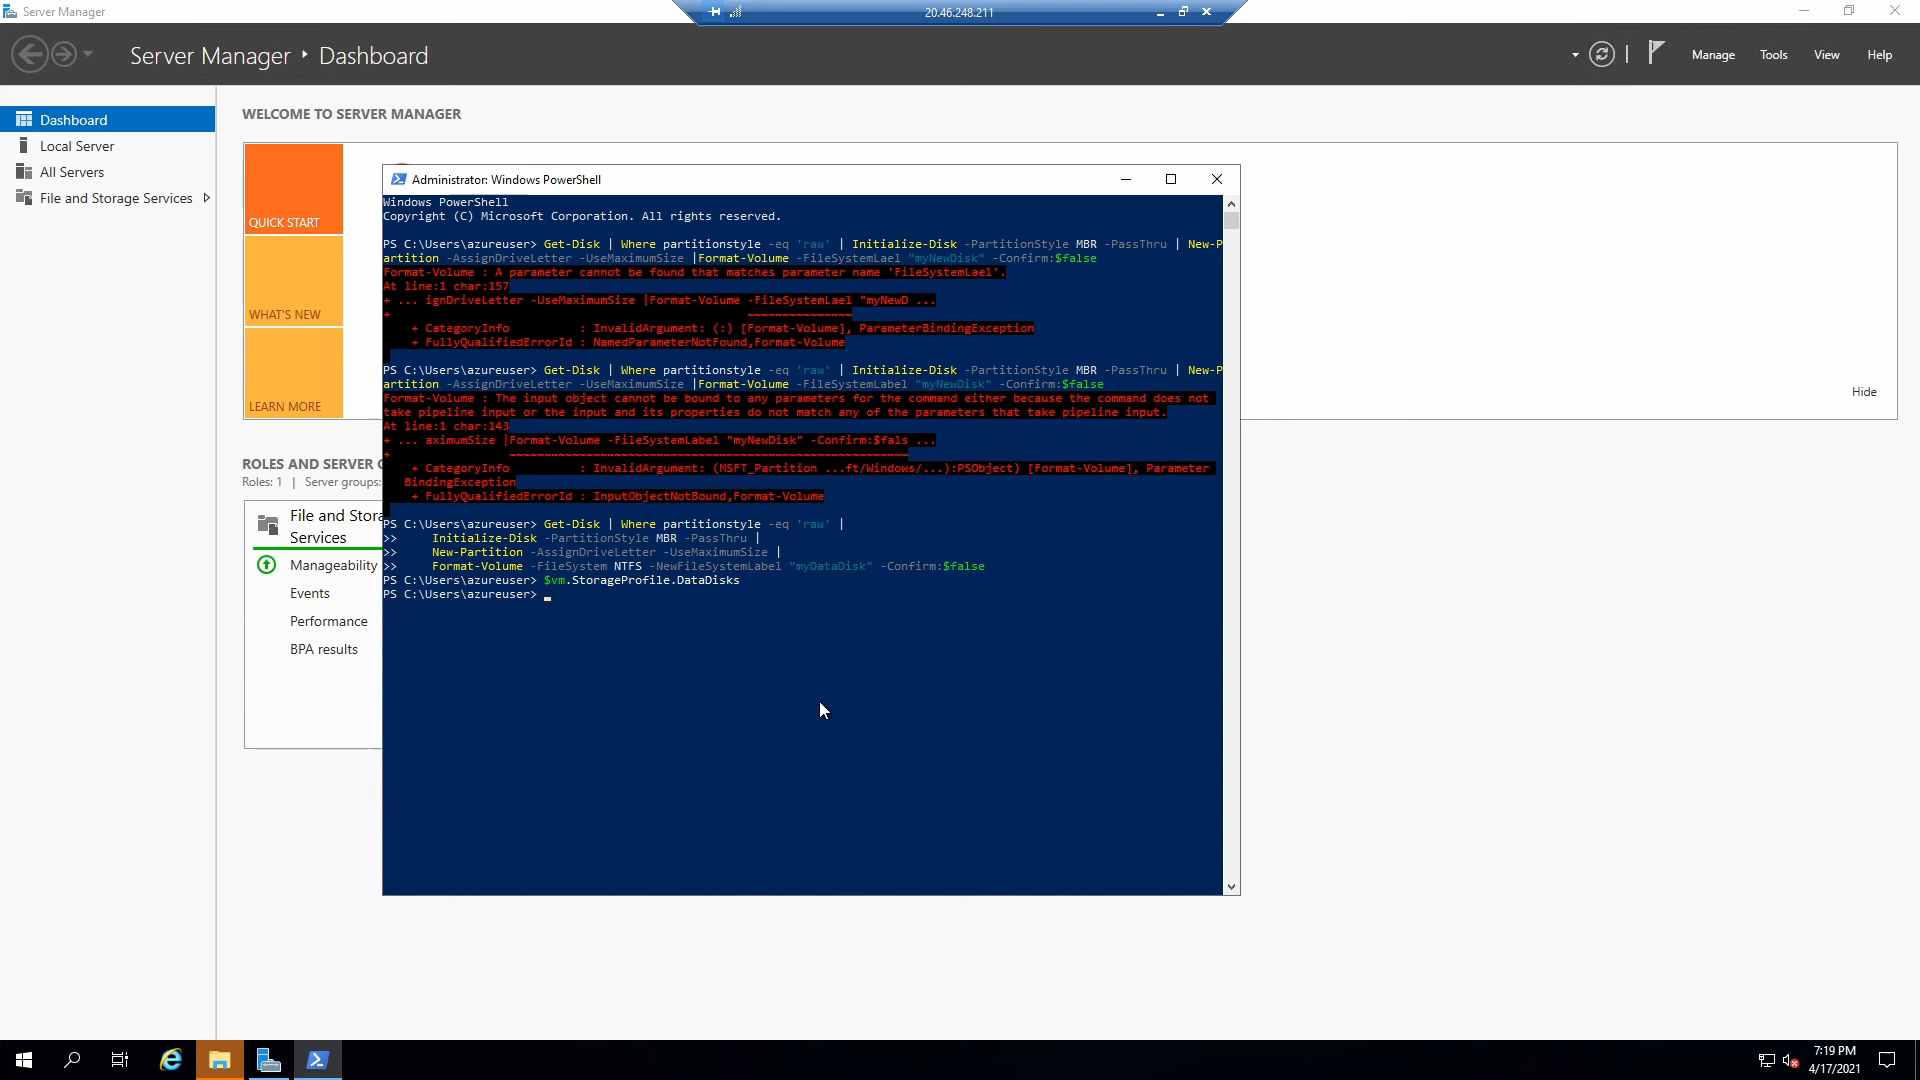 Server Manager
20.46.248.211
Server Manager ‣ Dashboard
Manage Tools View Help
Dashboard
Local Server
All Servers
File and Storage Services
WELCOME TO SERVER MANAGER
QUICK START
WHAT'S NEW
LEARN MORE
Hide
ROLES AND SERVER G
Roles: 1 | Server groups:
File and Stora
Services
Manageability
Events
Performance
BPA results
Administrator: Windows PowerShell
Windows PowerShell
Copyright (C) Microsoft Corporation. All rights reserved.
PS C:\Users\azureuser> Get-Disk | Where partitionstyle -eq 'raw' | Initialize-Disk -PartitionStyle MBR -PassThru | New-P
artition -AssignDriveLetter -UseMaximumSize |Format-Volume -FileSystemLael "myNewDisk" -Confirm:$false
Format-Volume : A parameter cannot be found that matches parameter name 'FileSystemLael'.
At line:1 char:157
+ ... ignDriveLetter -UseMaximumSize |Format-Volume -FileSystemLael "myNewD ...
+ ~~~~~~~~~~~~~~~
+ CategoryInfo : InvalidArgument: (:) [Format-Volume], ParameterBindingException
+ FullyQualifiedErrorId : NamedParameterNotFound,Format-Volume
PS C:\Users\azureuser> Get-Disk | Where partitionstyle -eq 'raw' | Initialize-Disk -PartitionStyle MBR -PassThru | New-P
artition -AssignDriveLetter -UseMaximumSize |Format-Volume -FileSystemLabel "myNewDisk" -Confirm:$false
Format-Volume : The input object cannot be bound to any parameters for the command either because the command does not
take pipeline input or the input and its properties do not match any of the parameters that take pipeline input.
At line:1 char:143
+ ... aximumSize |Format-Volume -FileSystemLabel "myNewDisk" -Confirm:$fals ...
+ ~~~~~~~~~~~~~~~~~~~~~~~~~~~~~~~~~~~~~~~~~~~~~~~~~~~~~~~~~
+ CategoryInfo : InvalidArgument: (MSFT_Partition ...ft/Windows/...):PSObject) [Format-Volume], Parameter
BindingException
+ FullyQualifiedErrorId : InputObjectNotBound,Format-Volume
PS C:\Users\azureuser> Get-Disk | Where partitionstyle -eq 'raw' |
>> Initialize-Disk -PartitionStyle MBR -PassThru |
>> New-Partition -AssignDriveLetter -UseMaximumSize |
>> Format-Volume -FileSystem NTFS -NewFileSystemLabel "myDataDisk" -Confirm:$false
PS C:\Users\azureuser> $vm.StorageProfile.DataDisks
PS C:\Users\azureuser>
7:19 PM
4/17/2021